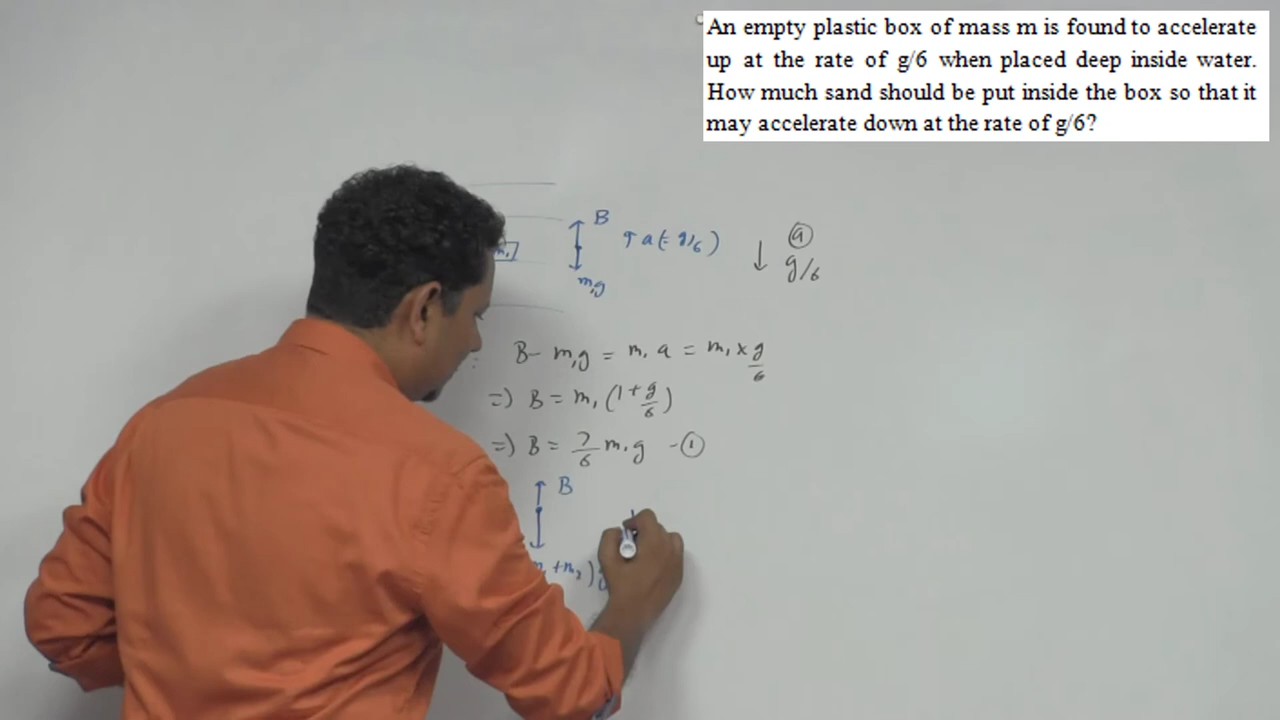 An empty plastic box of mass m is found to accelerate
up at the rate of g/6 when placed deep inside water.
How much sand should be put inside the box so that it
may accelerate down at the rate of g/6?
B
↑ a(= g/6)
m₁g
↓ a
g/6
m₁
B - m₁g = m₁ a = m₁ x g/6
=) B = m₁ (1 + g/6)
=) B = 7/6 m₁g - ①
B
+ m₂)